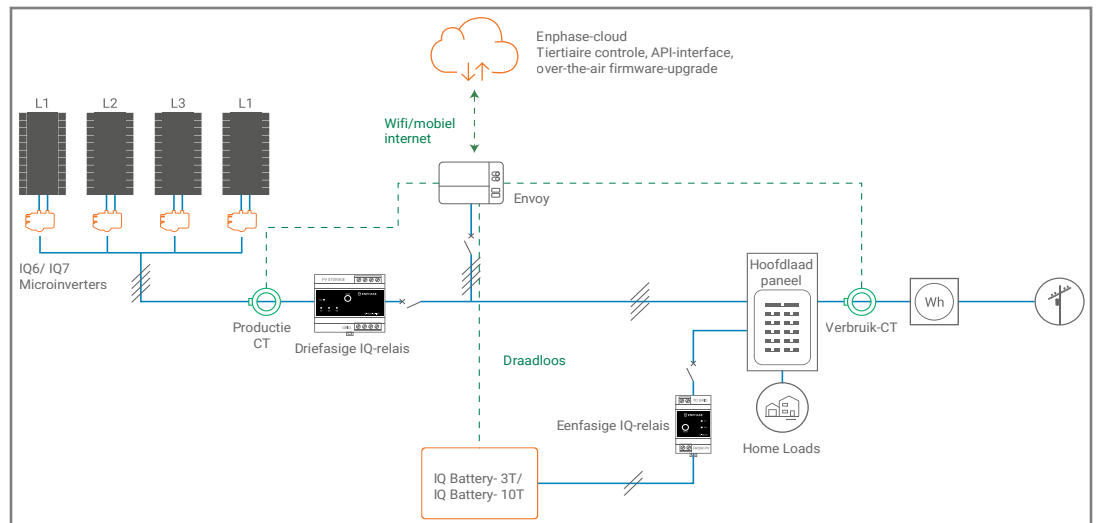 Enphase-cloud
Tiertiaire controle, API-interface,
over-the-air firmware-upgrade
L1
L2
L3
L1
Wifi/mobiel
internet
Envoy
IQ6/ IQ7
Microinverters
Hoofdlaad
paneel
Wh
Productie
CT
Driefasige IQ-relais
Verbruik-CT
Draadloos
Eenfasige IQ-relais
Home Loads
IQ Battery- 3T/
IQ Battery- 10T
ENPHASE
ENPHASE